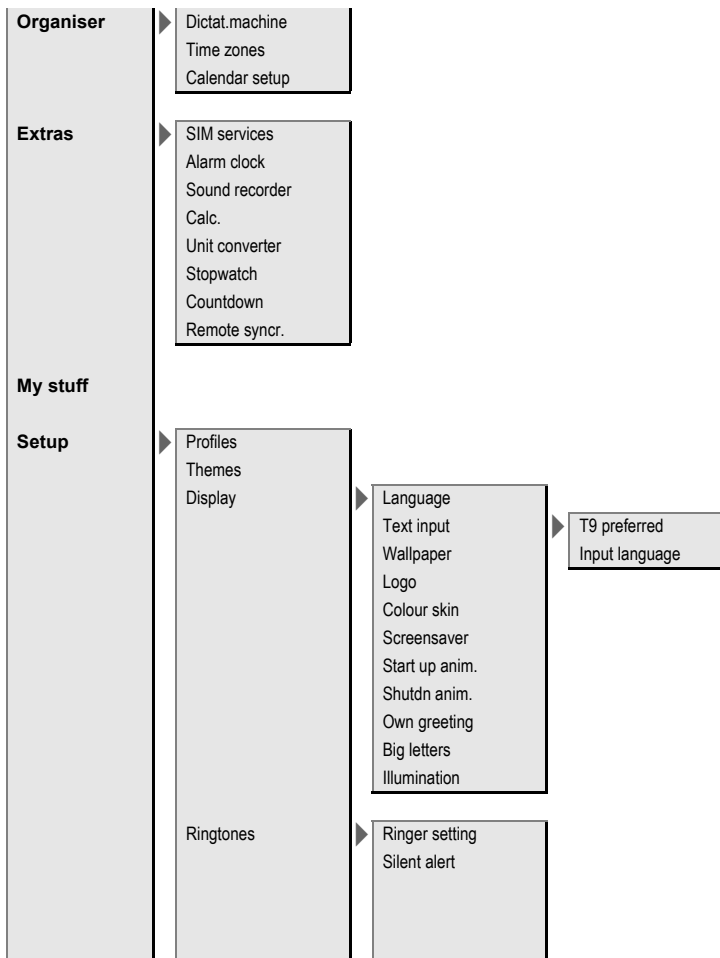 Organiser
Dictat.machine
Time zones
Calendar setup
Extras
SIM services
Alarm clock
Sound recorder
Calc.
Unit converter
Stopwatch
Countdown
Remote syncr.
My stuff
Setup
Profiles
Themes
Display
Language
Text input
T9 preferred
Input language
Wallpaper
Logo
Colour skin
Screensaver
Start up anim.
Shutdn anim.
Own greeting
Big letters
Illumination
Ringtones
Ringer setting
Silent alert